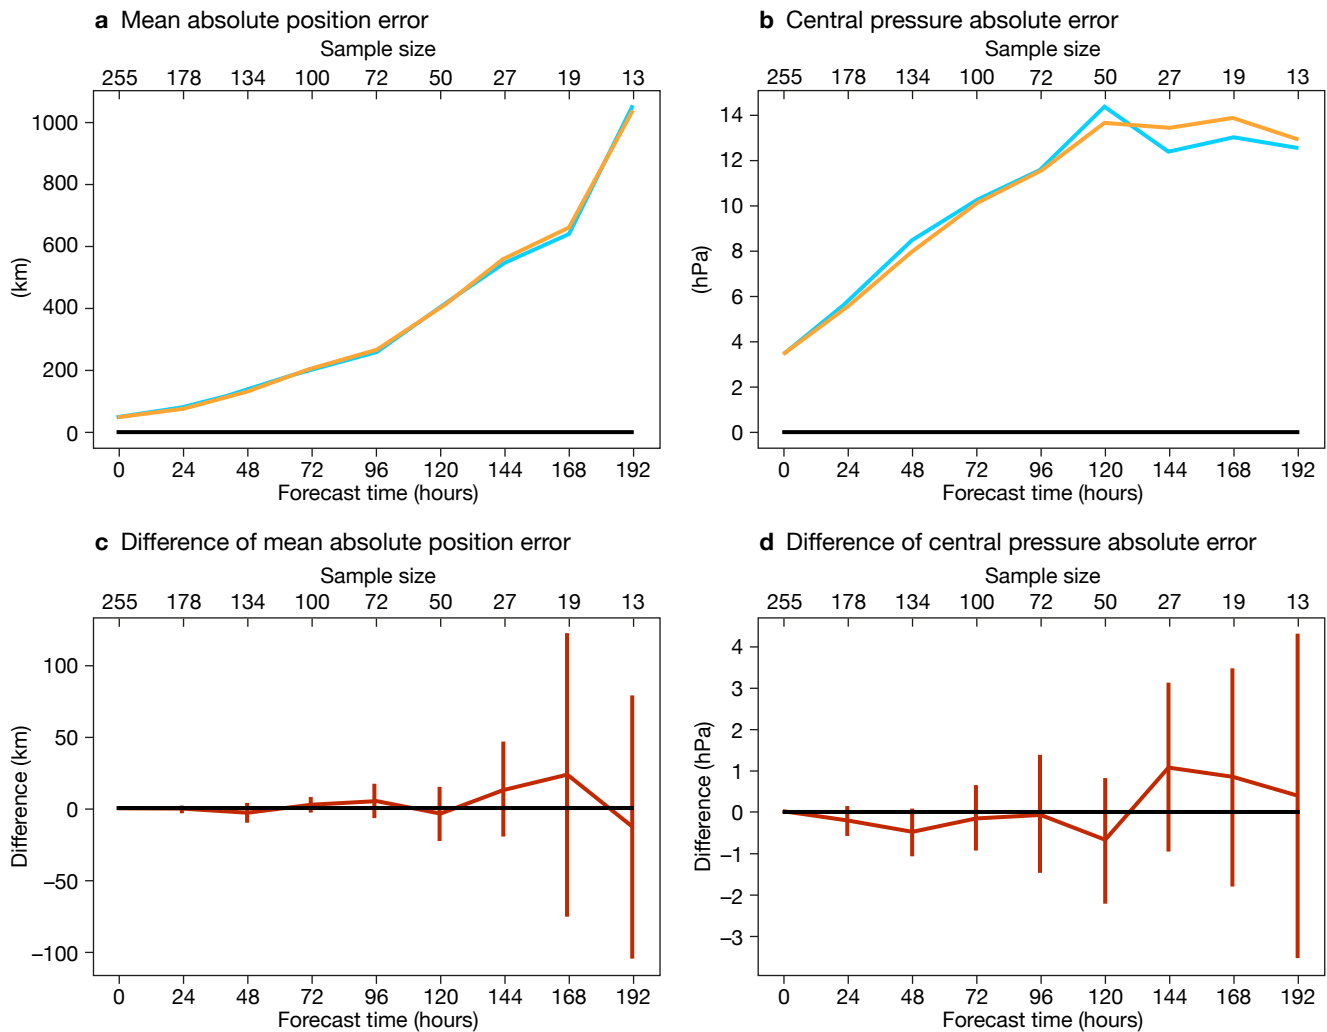 a Mean absolute position error
Sample size
255 178 134 100 72 50 27 19 13
1000
800
600
400
200
0
(km)
0 24 48 72 96 120 144 168 192
Forecast time (hours)
b Central pressure absolute error
Sample size
255 178 134 100 72 50 27 19 13
14
12
10
8
6
4
2
0
(hPa)
0 24 48 72 96 120 144 168 192
Forecast time (hours)
c Difference of mean absolute position error
Sample size
255 178 134 100 72 50 27 19 13
100
50
0
−50
−100
Difference (km)
0 24 48 72 96 120 144 168 192
Forecast time (hours)
d Difference of central pressure absolute error
Sample size
255 178 134 100 72 50 27 19 13
4
3
2
1
0
−1
−2
−3
Difference (hPa)
0 24 48 72 96 120 144 168 192
Forecast time (hours)